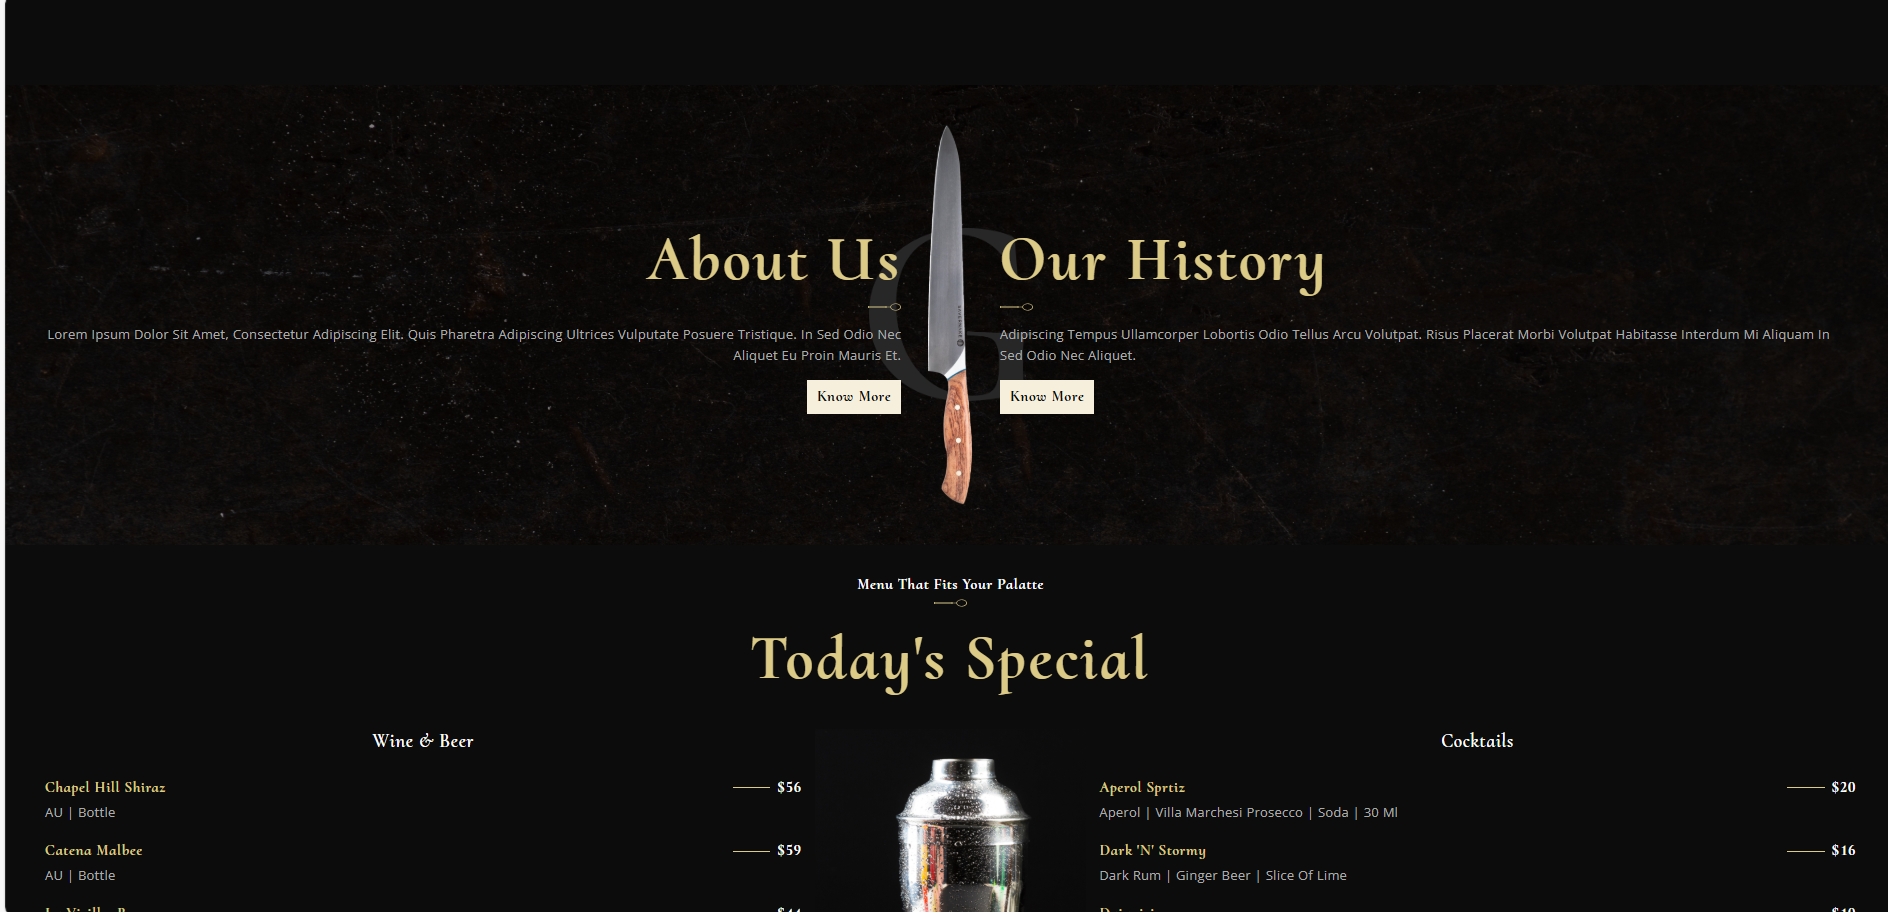 About Us
Lorem Ipsum Dolor Sit Amet, Consectetur Adipiscing Elit. Quis Pharetra Adipiscing Ultrices Vulputate Posuere Tristique. In Sed Odio Nec
Aliquet Eu Proin Mauris Et.
Know More
G
Our History
Adipiscing Tempus Ullamcorper Lobortis Odio Tellus Arcu Volutpat. Risus Placerat Morbi Volutpat Habitasse Interdum Mi Aliquam In
Sed Odio Nec Aliquet.
Know More
Menu That Fits Your Palatte
Today's Special
Wine & Beer
Chapel Hill Shiraz $56
AU | Bottle
Catena Malbee $59
AU | Bottle
Cocktails
Aperol Sprtiz $20
Aperol | Villa Marchesi Prosecco | Soda | 30 Ml
Dark 'N' Stormy $16
Dark Rum | Ginger Beer | Slice Of Lime